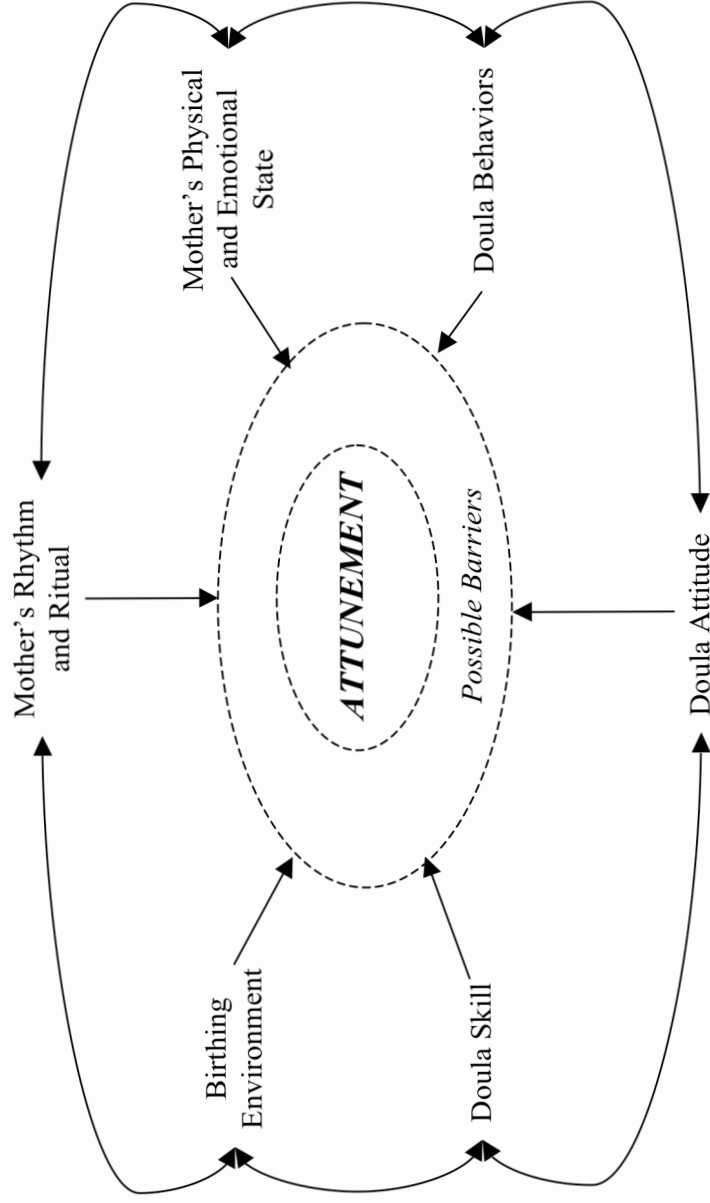 Mother’s Rhythm
and Ritual
Birthing
Environment
Mother’s Physical
and Emotional
State
ATTUNEMENT
Possible Barriers
Doula Skill
Doula Behaviors
Doula Attitude